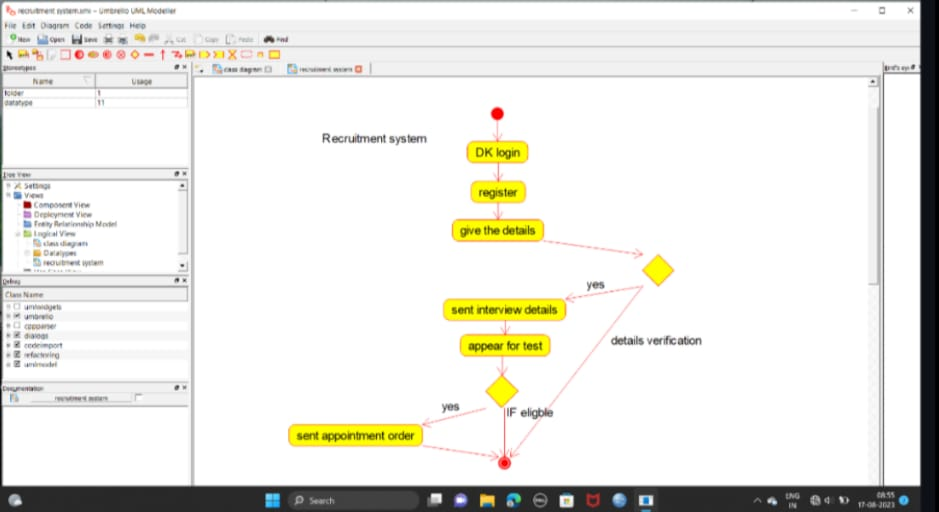 recruitment system.xmi – Umbrello UML Modeller
File Edit Diagram Code Settings Help
New Open Save Cut Copy Paste Find
Stereotypes
class diagram recruitment system
Bird's eye
Name Usage
folder 1
datatype 11
Tree View
Settings
Views
Component View
Deployment View
Entity Relationship Model
Logical View
class diagram
Datatypes
recruitment system
Debug
Class Name
umlwidgets
umbrello
cppparser
dialogs
codeimport
refactoring
umlmodel
Documentation
recruitment system
Recruitment system
DK login
register
give the details
yes
sent interview details
details verification
appear for test
yes
IF eligble
sent appointment order
Search
ENG
IN
08:55
17-08-2023